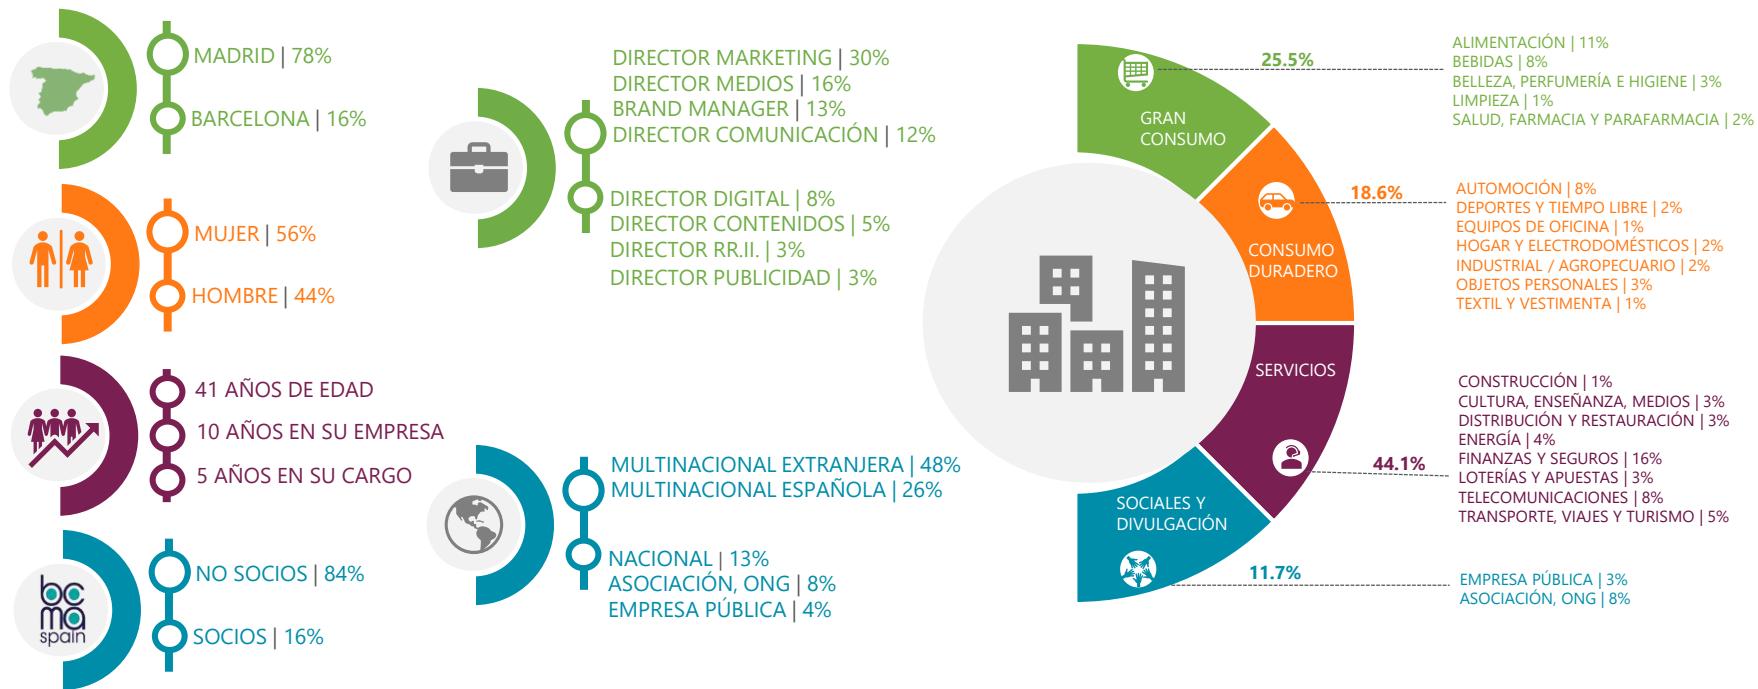 MADRID | 78%
BARCELONA | 16%
MUJER | 56%
HOMBRE | 44%
41 AÑOS DE EDAD
10 AÑOS EN SU EMPRESA
5 AÑOS EN SU CARGO
bc
ma
spain
NO SOCIOS | 84%
SOCIOS | 16%
DIRECTOR MARKETING | 30%
DIRECTOR MEDIOS | 16%
BRAND MANAGER | 13%
DIRECTOR COMUNICACIÓN | 12%
DIRECTOR DIGITAL | 8%
DIRECTOR CONTENIDOS | 5%
DIRECTOR RR.II. | 3%
DIRECTOR PUBLICIDAD | 3%
MULTINACIONAL EXTRANJERA | 48%
MULTINACIONAL ESPAÑOLA | 26%
NACIONAL | 13%
ASOCIACIÓN, ONG | 8%
EMPRESA PÚBLICA | 4%
GRAN
CONSUMO
25.5%
ALIMENTACIÓN | 11%
BEBIDAS | 8%
BELLEZA, PERFUMERÍA E HIGIENE | 3%
LIMPIEZA | 1%
SALUD, FARMACIA Y PARAFARMACIA | 2%
CONSUMO
DURADERO
18.6%
AUTOMOCIÓN | 8%
DEPORTES Y TIEMPO LIBRE | 2%
EQUIPOS DE OFICINA | 1%
HOGAR Y ELECTRODOMÉSTICOS | 2%
INDUSTRIAL / AGROPECUARIO | 2%
OBJETOS PERSONALES | 3%
TEXTIL Y VESTIMENTA | 1%
SERVICIOS
44.1%
CONSTRUCCIÓN | 1%
CULTURA, ENSEÑANZA, MEDIOS | 3%
DISTRIBUCIÓN Y RESTAURACIÓN | 3%
ENERGÍA | 4%
FINANZAS Y SEGUROS | 16%
LOTERÍAS Y APUESTAS | 3%
TELECOMUNICACIONES | 8%
TRANSPORTE, VIAJES Y TURISMO | 5%
SOCIALES Y
DIVULGACIÓN
11.7%
EMPRESA PÚBLICA | 3%
ASOCIACIÓN, ONG | 8%